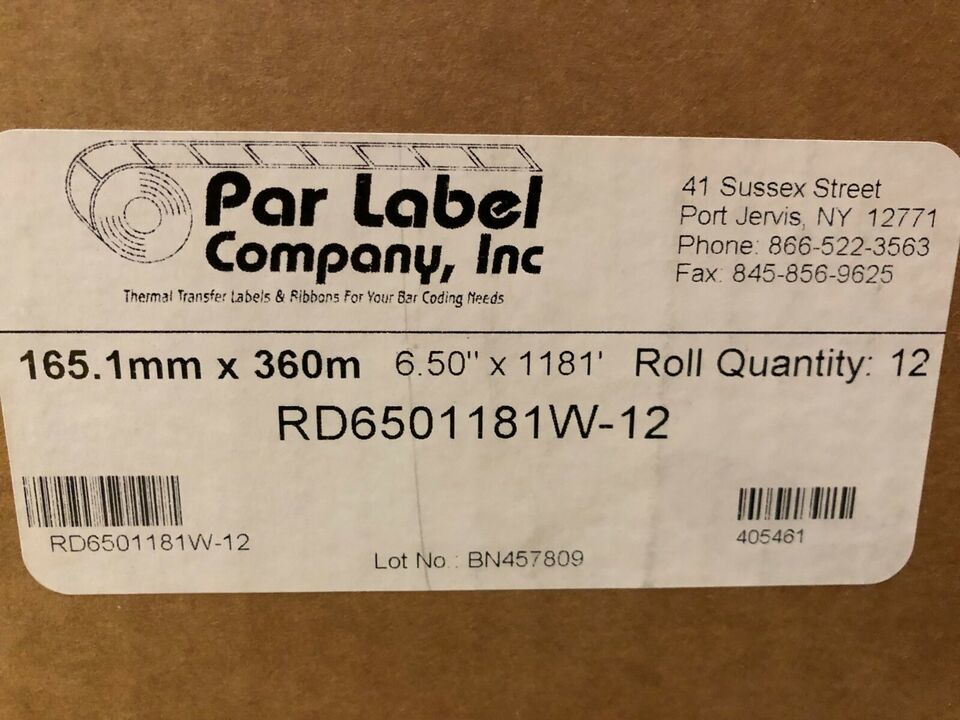 Par Label
Company, Inc
Thermal Transfer Labels & Ribbons For Your Bar Coding Needs
41 Sussex Street
Port Jervis, NY 12771
Phone: 866-522-3563
Fax: 845-856-9625
165.1mm x 360m 6.50" x 1181' Roll Quantity: 12
RD6501181W-12
RD6501181W-12
405461
Lot No.: BN457809